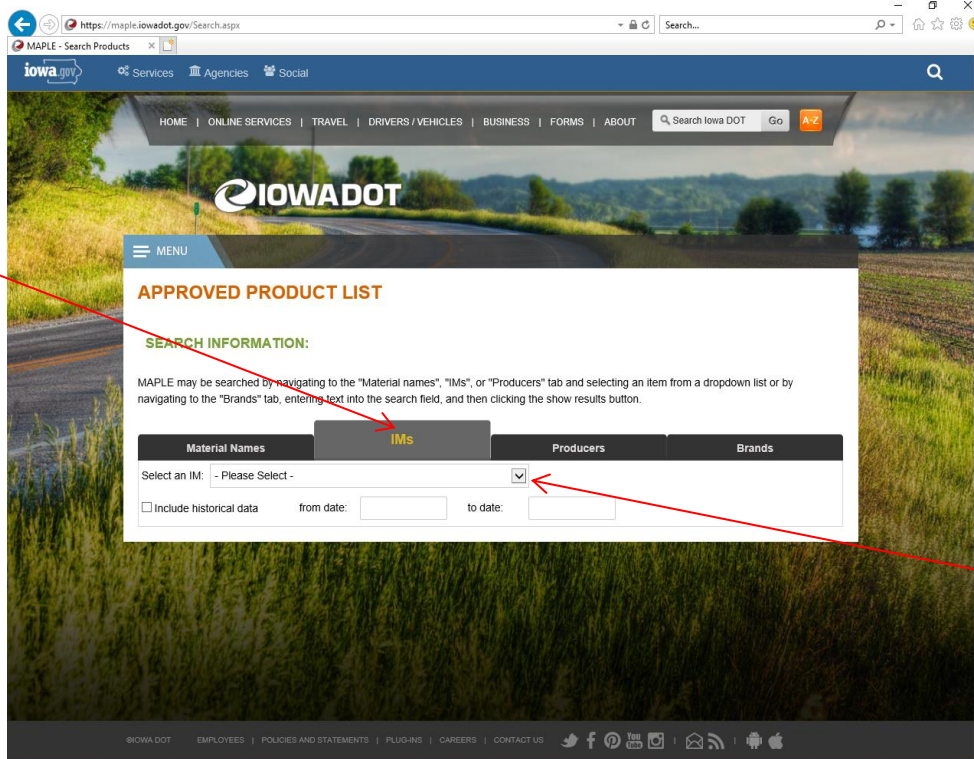 https://maple.iowadot.gov/Search.aspx
Search...
MAPLE - Search Products
iowa.gov
Services Agencies Social
HOME | ONLINE SERVICES | TRAVEL | DRIVERS / VEHICLES | BUSINESS | FORMS | ABOUT Search Iowa DOT Go A-Z
IOWADOT
MENU
APPROVED PRODUCT LIST
SEARCH INFORMATION:
MAPLE may be searched by navigating to the "Material names", "IMs", or "Producers" tab and selecting an item from a dropdown list or by
navigating to the "Brands" tab, entering text into the search field, and then clicking the show results button.
Material Names IMs Producers Brands
Select an IM: - Please Select -
Include historical data from date: to date:
©IOWA DOT EMPLOYEES | POLICIES AND STATEMENTS | PLUG-INS | CAREERS | CONTACT US You Tube